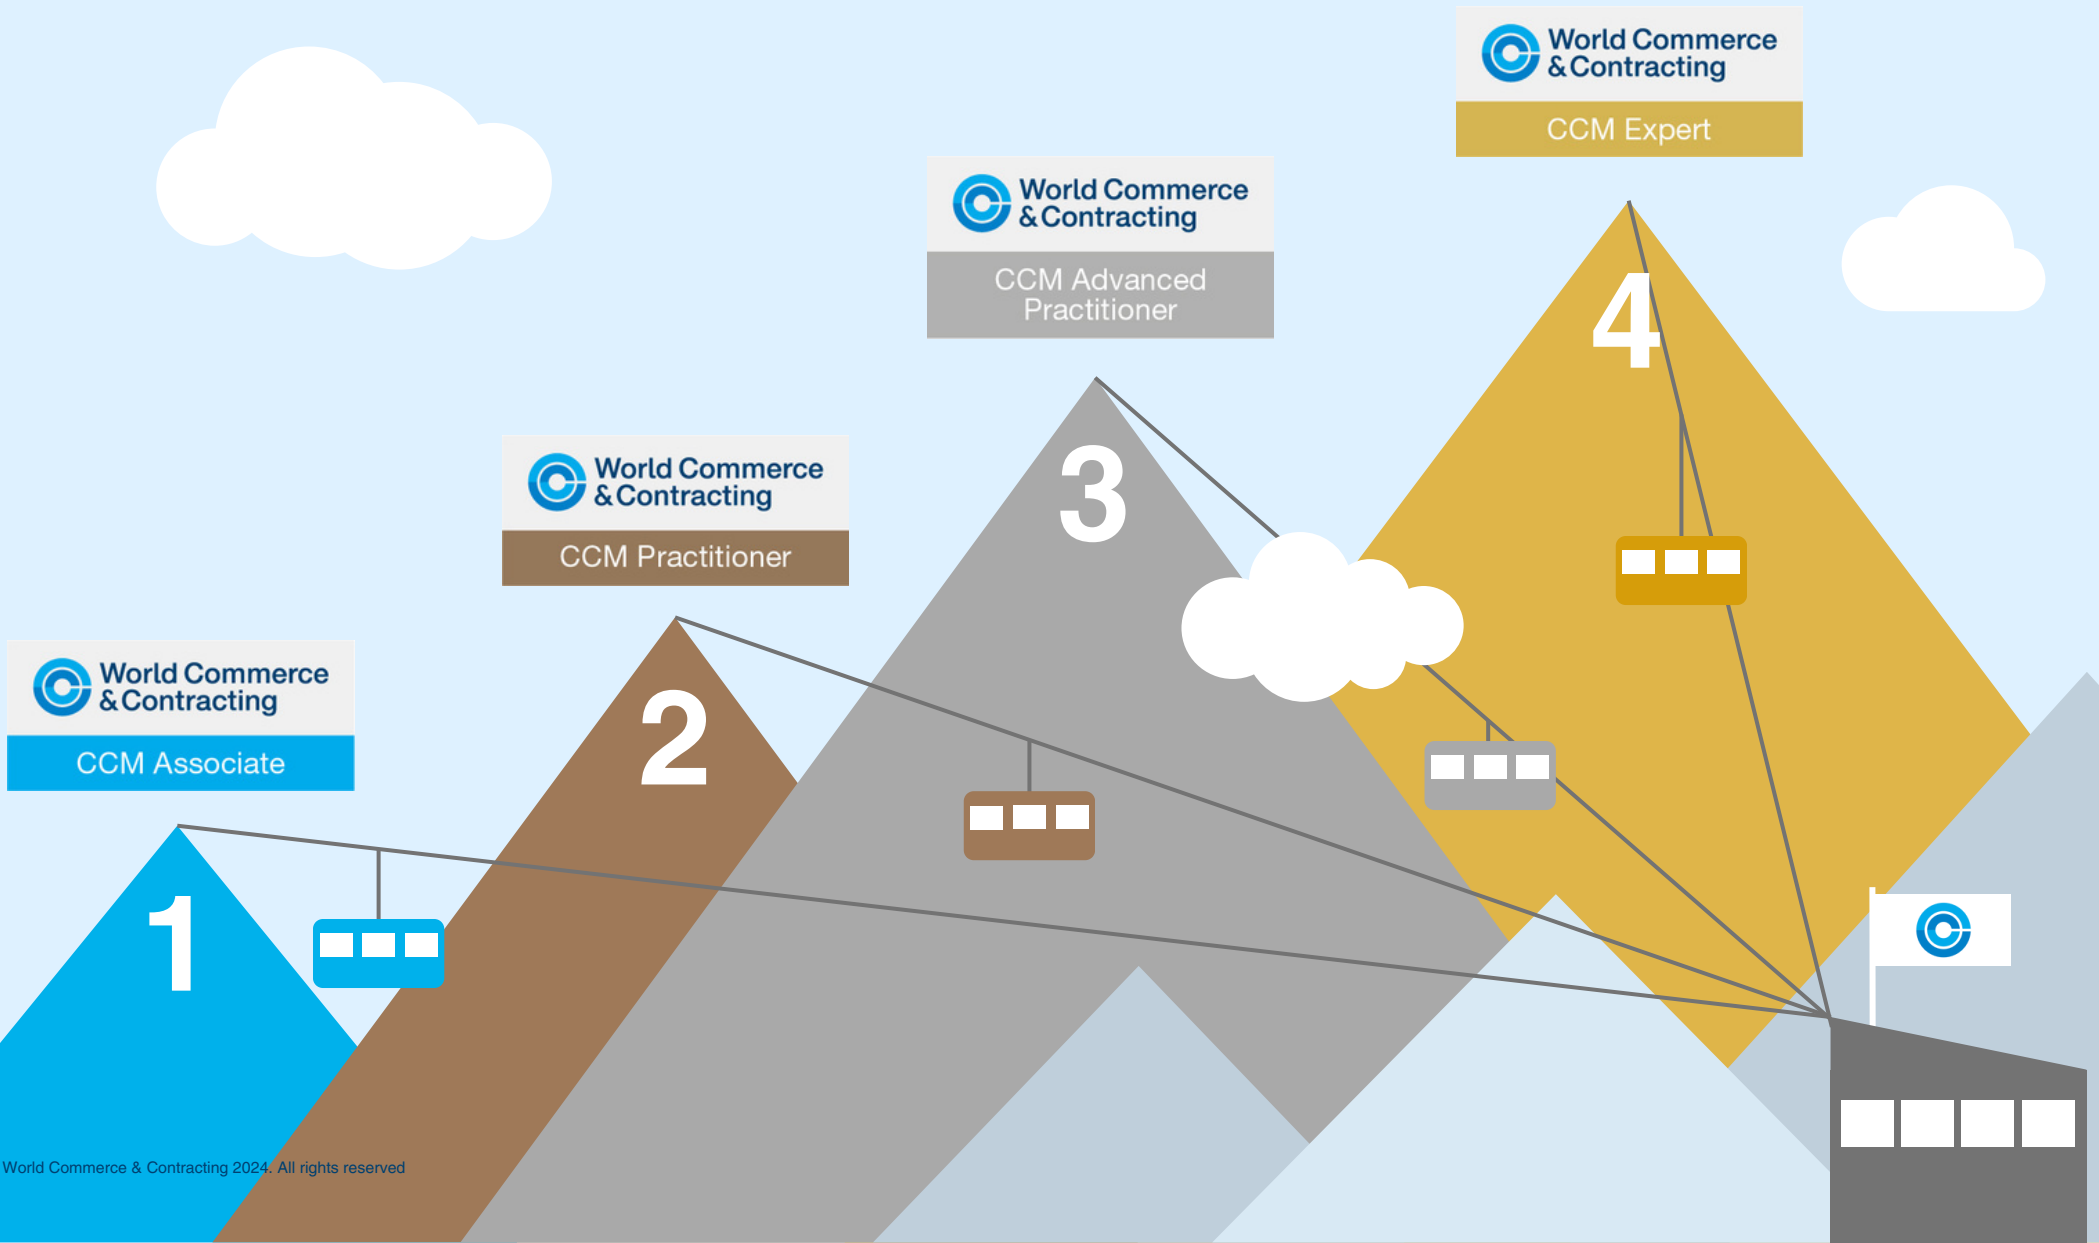 World Commerce
& Contracting
CCM Expert
4
World Commerce
& Contracting
CCM Advanced
Practitioner
3
World Commerce
& Contracting
CCM Practitioner
2
World Commerce
& Contracting
CCM Associate
1
World Commerce & Contracting 2024. All rights reserved